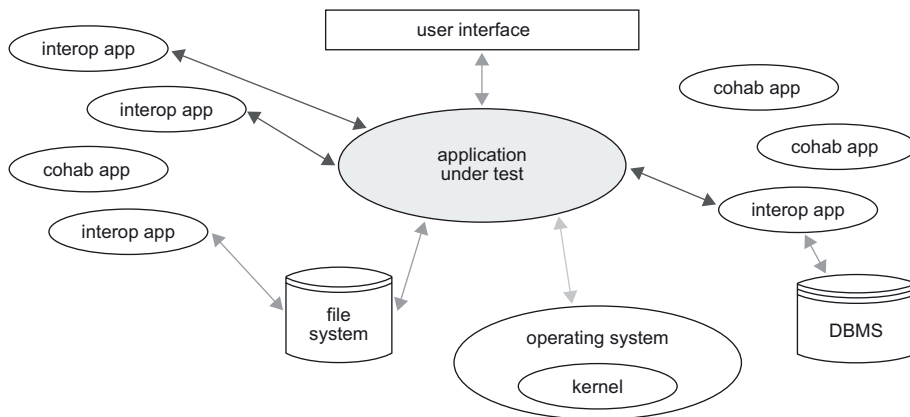 user interface
interop app
cohab app
interop app
cohab app
application
under test
cohab app
interop app
interop app
file
system
operating system
DBMS
kernel